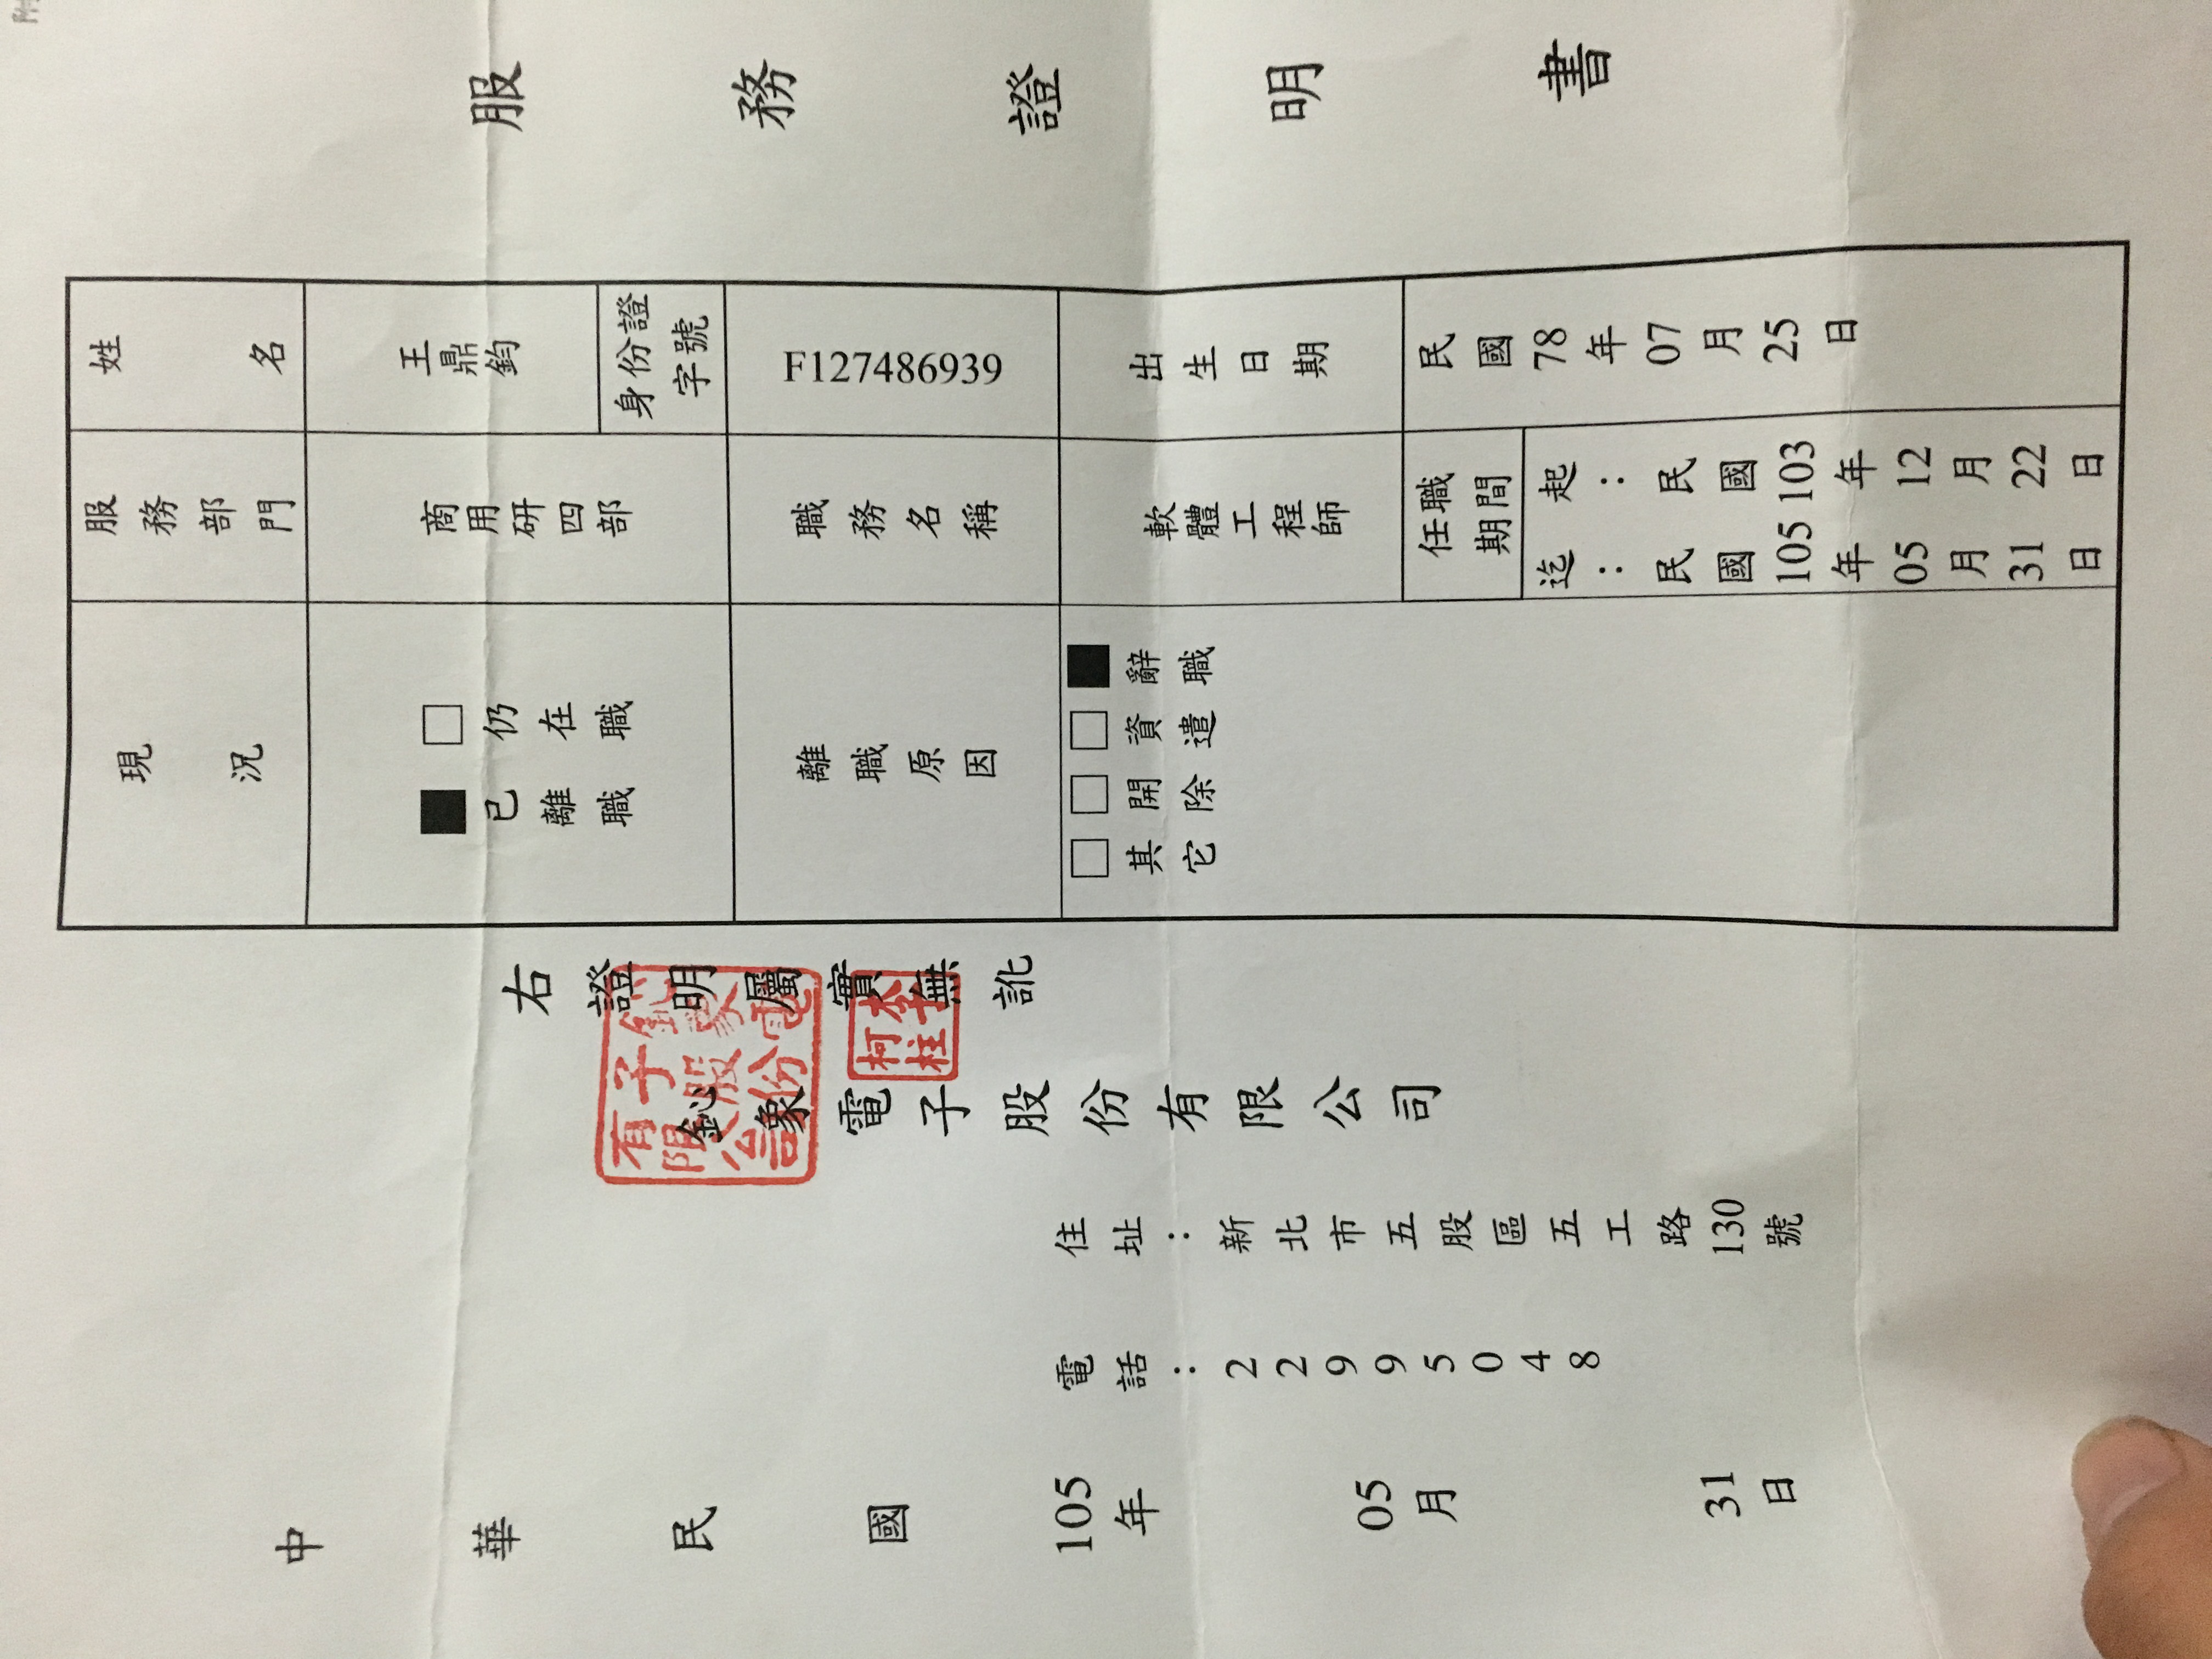 附
服務證明書
姓名
王鼎鈞
身份證
字號
F127486939
出生日期
民國78年07月25日
服務部門
商用研四部
職務名稱
軟體工程師
任職
期間
起：民國103年12月22日
迄：民國105年05月31日
現況
□仍在職
■已離職
離職原因
■辭職
□資遣
□開除
□其它
右證明屬實無訛
鈊象電子股份有限公司
鈊象電
子股份
有限公司
李
柯柱
住址：新北市五股區五工路130號
電話：22995048
中華民國105年05月31日